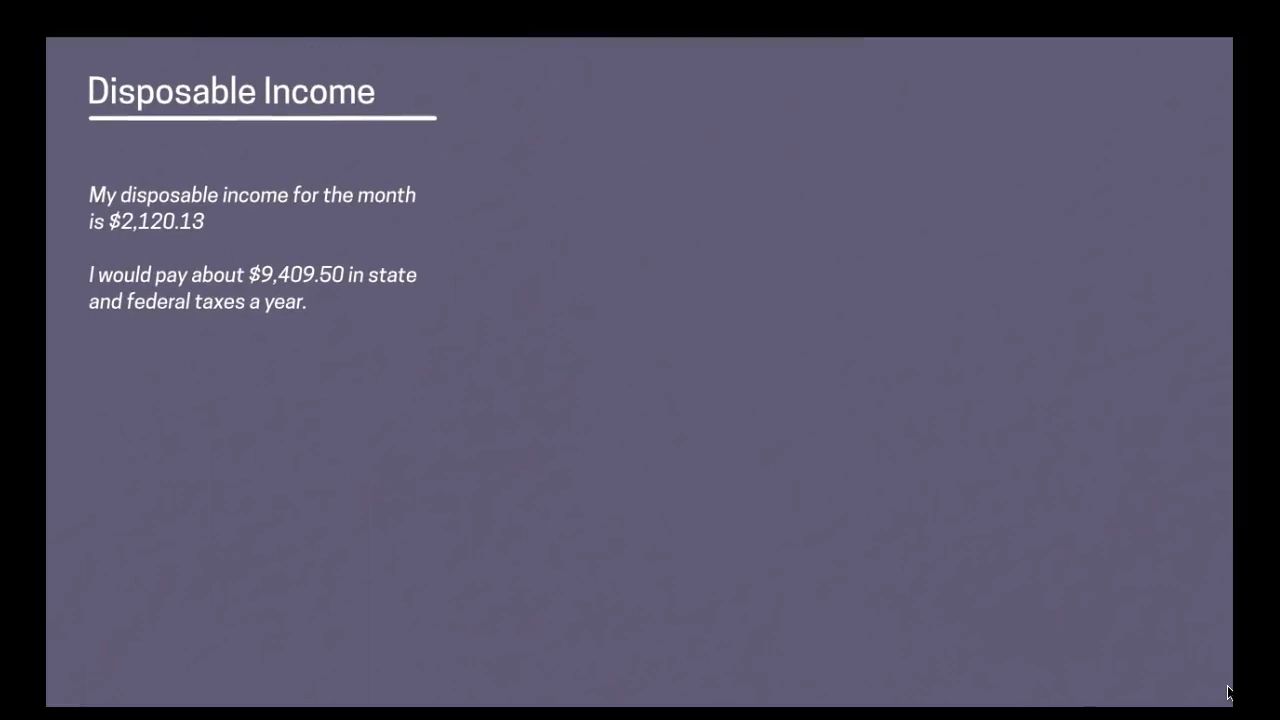 Disposable Income
My disposable income for the month
is $2,120.13
I would pay about $9,409.50 in state
and federal taxes a year.